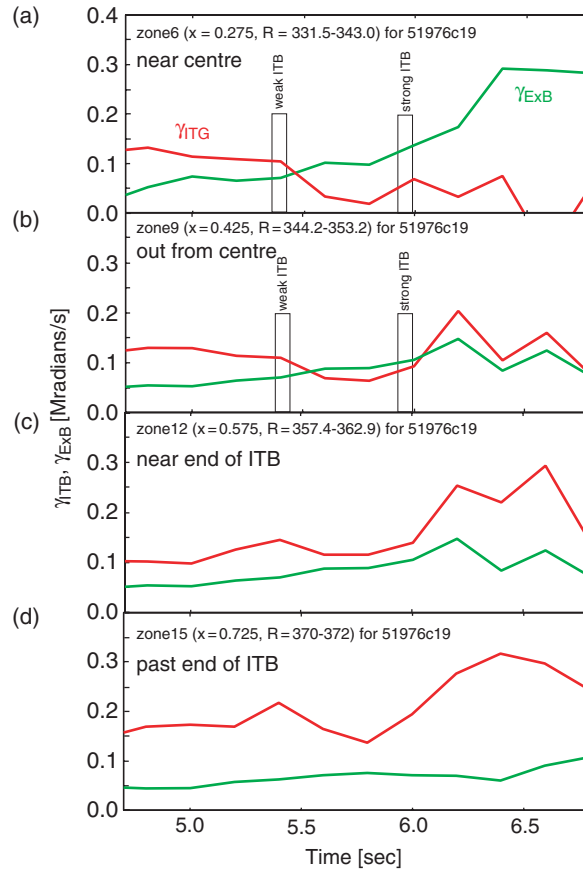 (a)
zone6 (x = 0.275, R = 331.5-343.0) for 51976c19
near centre
0.4
0.3
0.2
0.1
0.0
weak ITB
strong ITB
γITG
γExB
(b)
zone9 (x = 0.425, R = 344.2-353.2) for 51976c19
out from centre
0.3
0.2
0.1
0.0
weak ITB
strong ITB
(c)
zone12 (x = 0.575, R = 357.4-362.9) for 51976c19
near end of ITB
0.3
0.2
0.1
0.0
(d)
zone15 (x = 0.725, R = 370-372) for 51976c19
past end of ITB
0.3
0.2
0.1
0.0
γITB, γExB [Mradians/s]
5.0
5.5
6.0
6.5
Time [sec]